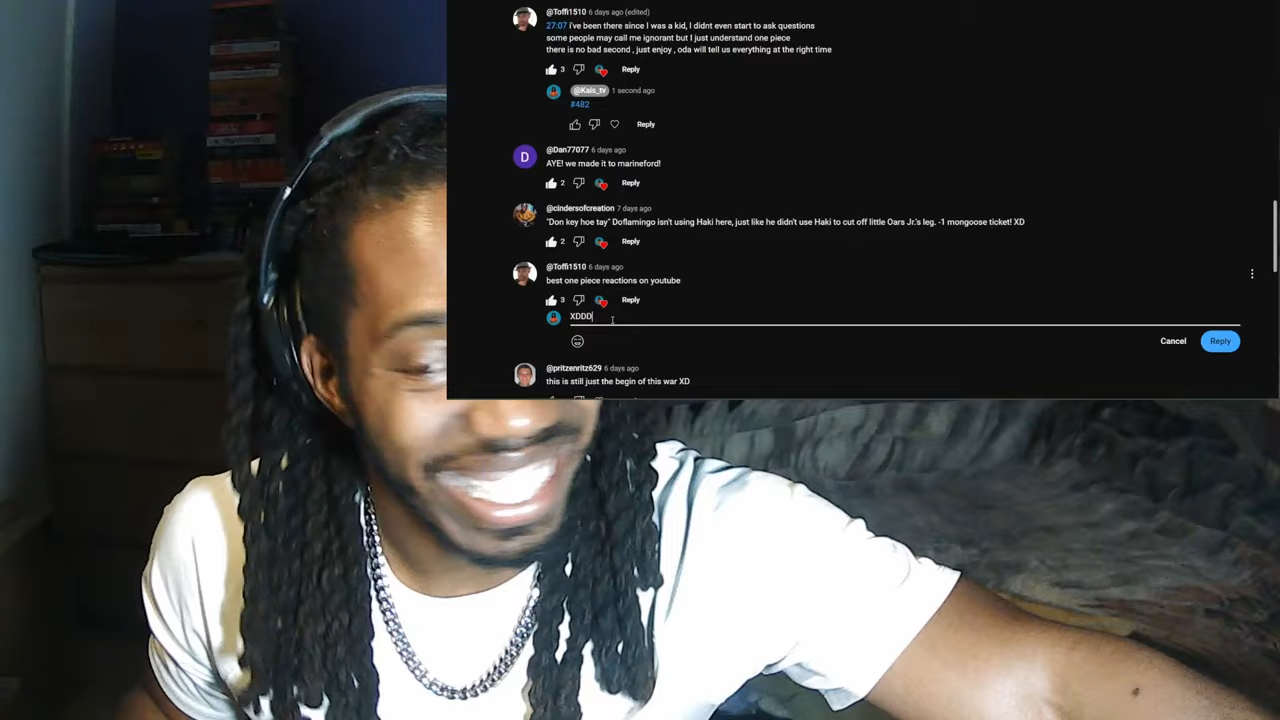 @Toffi1510 6 days ago (edited)
27:07 i've been there since I was a kid, I didnt even start to ask questions
some people may call me ignorant but I just understand one piece
there is no bad second , just enjoy , oda will tell us everything at the right time
3 Reply
@Kais_tv 1 second ago
#482
Reply
D
@Dan77077 6 days ago
AYE! we made it to marineford!
2 Reply
@cindersofcreation 7 days ago
"Don key hoe tay" Doflamingo isn't using Haki here, just like he didn't use Haki to cut off little Oars Jr.'s leg. -1 mongoose ticket! XD
2 Reply
@Toffi1510 6 days ago
best one piece reactions on youtube
3 Reply
XDDD
Cancel Reply
@pritzenritz629 6 days ago
this is still just the begin of this war XD